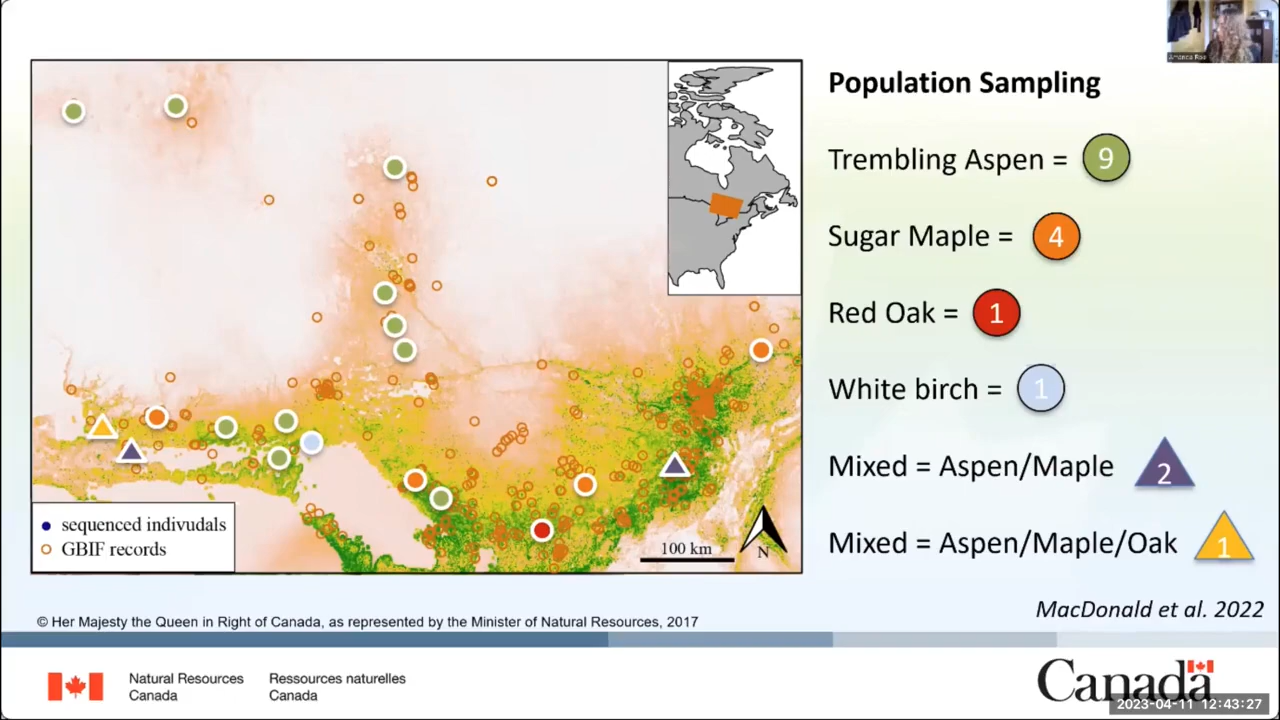 Amanda Roe
Population Sampling
Trembling Aspen = 9
Sugar Maple = 4
Red Oak = 1
White birch = 1
Mixed = Aspen/Maple 2
Mixed = Aspen/Maple/Oak 1
sequenced indivudals
GBIF records
100 km
N
MacDonald et al. 2022
© Her Majesty the Queen in Right of Canada, as represented by the Minister of Natural Resources, 2017
Natural Resources Ressources naturelles
Canada Canada
Canada
2023-04-11 12:43:27